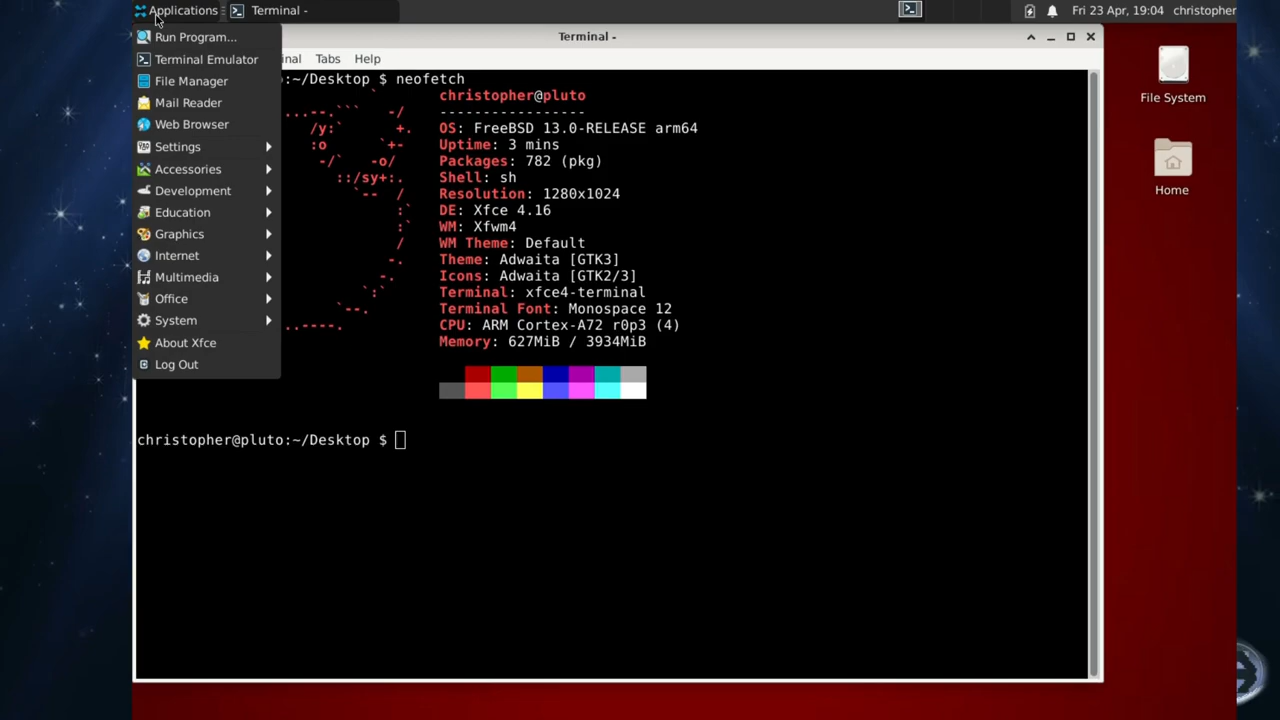 Applications
Terminal -
Fri 23 Apr, 19:04 christopher
Terminal -
nal Tabs Help
Run Program...
Terminal Emulator
File Manager
Mail Reader
Web Browser
Settings
Accessories
Development
Education
Graphics
Internet
Multimedia
Office
System
About Xfce
Log Out
:~/Desktop $ neofetch
christopher@pluto
-----------------
OS: FreeBSD 13.0-RELEASE arm64
Uptime: 3 mins
Packages: 782 (pkg)
Shell: sh
Resolution: 1280x1024
DE: Xfce 4.16
WM: Xfwm4
WM Theme: Default
Theme: Adwaita [GTK3]
Icons: Adwaita [GTK2/3]
Terminal: xfce4-terminal
Terminal Font: Monospace 12
CPU: ARM Cortex-A72 r0p3 (4)
Memory: 627MiB / 3934MiB
christopher@pluto:~/Desktop $
File System
Home